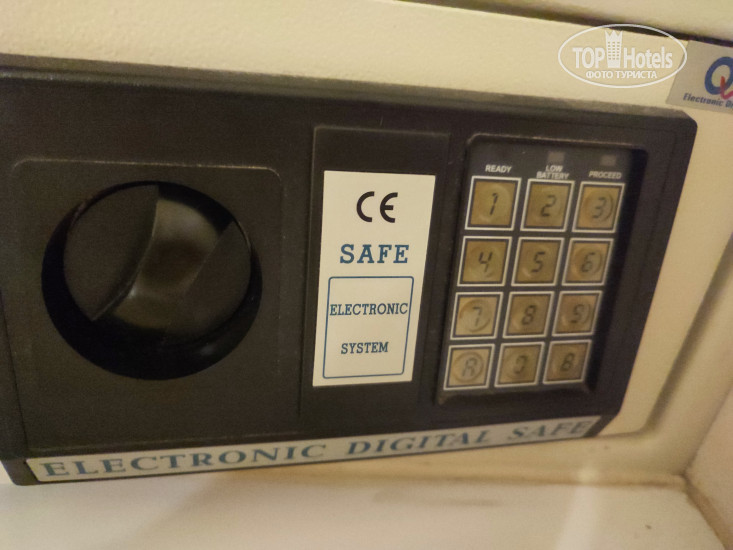 TOP Hotels
ФОТО ТУРИСТА
Electronic
READY LOW BATTERY PROCEED
CE
SAFE
ELECTRONIC
SYSTEM
1 2 3
4 5 6
7 8 9
A 0 B
ELECTRONIC DIGITAL SAFE